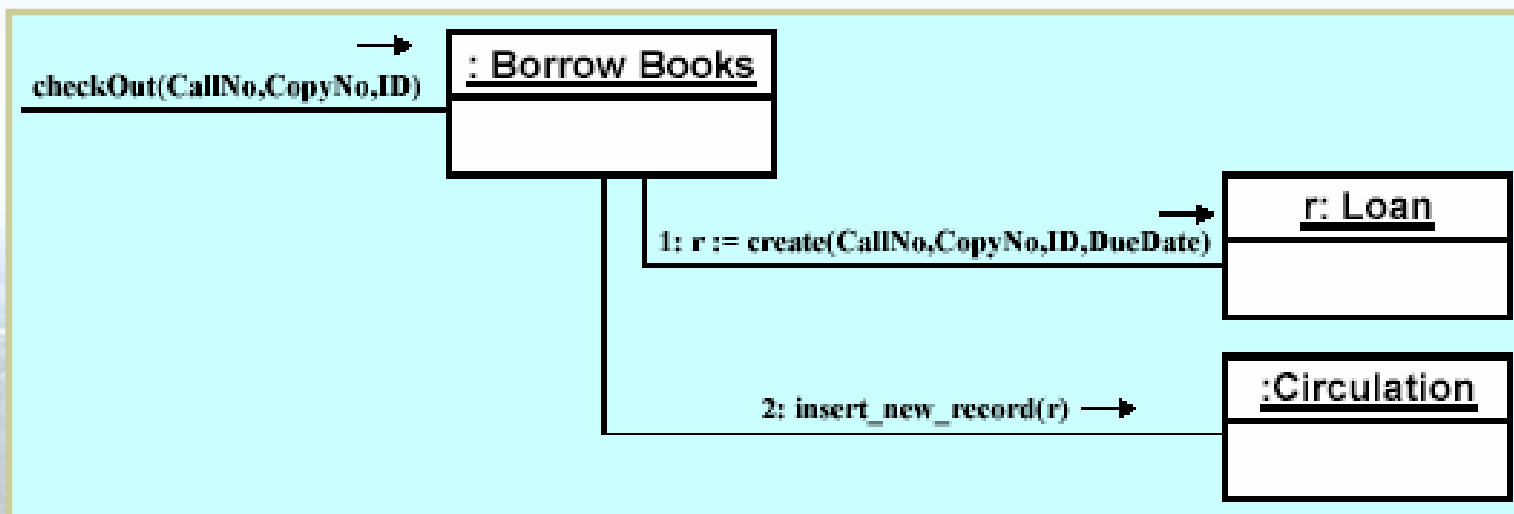 : Borrow Books
checkOut(CallNo,CopyNo,ID)
r: Loan
1: r := create(CallNo,CopyNo,ID,DueDate)
:Circulation
2: insert_new_record(r)